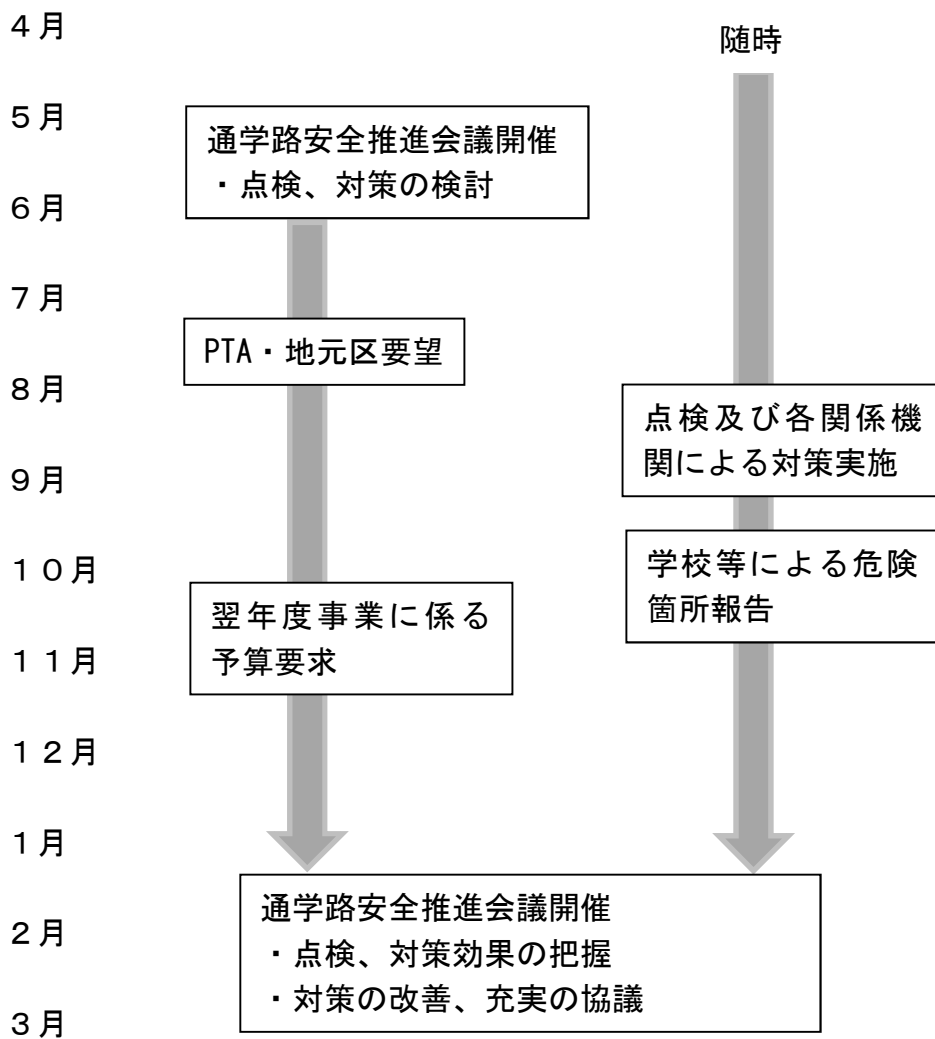 ４月
随時
５月
通学路安全推進会議開催
・点検、対策の検討
６月
７月
PTA・地元区要望
８月
点検及び各関係機
関による対策実施
９月
学校等による危険
箇所報告
１０月
翌年度事業に係る
予算要求
１１月
１２月
１月
通学路安全推進会議開催
・点検、対策効果の把握
・対策の改善、充実の協議
２月
３月